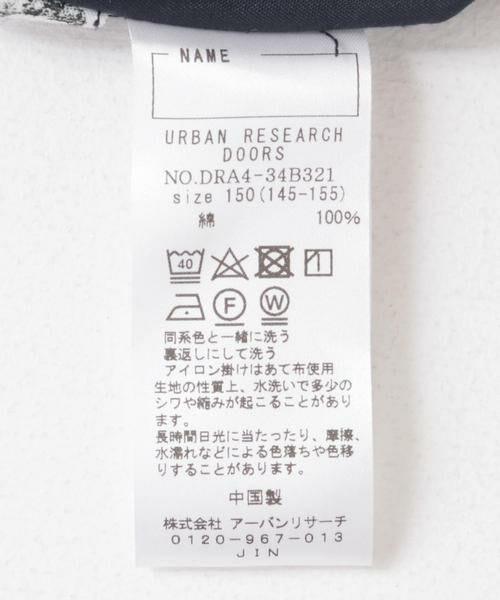 NAME
URBAN RESEARCH
DOORS
NO.DRA4-34B321
size 150(145-155)
綿 100%
40
F
W
同系色と一緒に洗う
裏返しにして洗う
アイロン掛けはあて布使用
生地の性質上、水洗いで多少の
シワや縮みが起こることがあり
ます。
長時間日光に当たったり、摩擦、
水濡れなどによる色落ちや色移
りすることがあります。
中国製
株式会社 アーバンリサーチ
0120-967-013
JIN